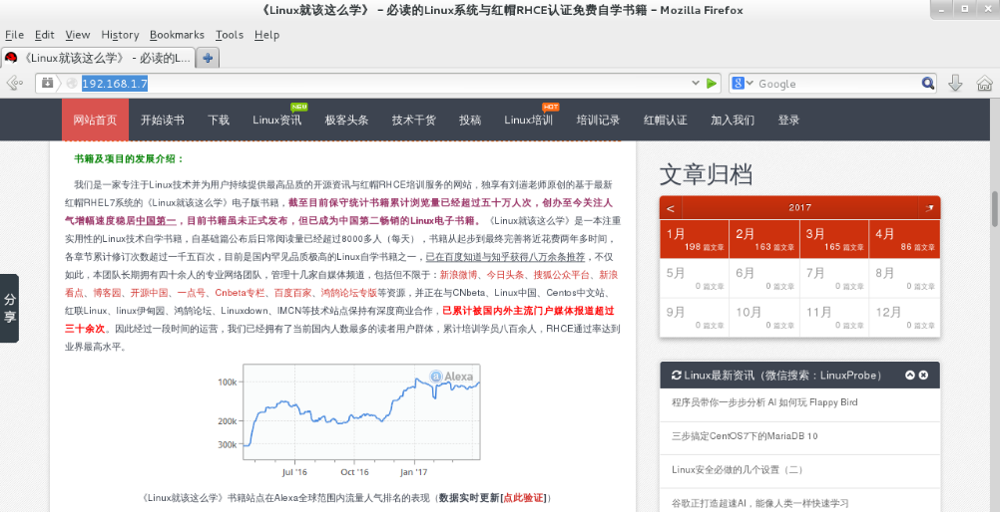 《Linux就该这么学》 - 必读的Linux系统与红帽RHCE认证免费自学书籍 - Mozilla Firefox
File Edit View History Bookmarks Tools Help
《Linux就该这么学》 - 必读的L...
192.168.1.7
Google
网站首页 开始读书 下载 Linux资讯 NEW 极客头条 技术干货 投稿 Linux培训 HOT 培训记录 红帽认证 加入我们 登录
书籍及项目的发展介绍：
我们是一家专注于Linux技术并为用户持续提供最高品质的开源资讯与红帽RHCE培训服务的网站，独享有刘遄老师原创的基于最新
红帽RHEL7系统的《Linux就该这么学》电子版书籍，截至目前保守统计书籍累计浏览量已经超过五十万人次，创办至今关注人
气增幅速度稳居中国第一，目前书籍虽未正式发布，但已成为中国第二畅销的Linux电子书籍。《Linux就该这么学》是一本注重
实用性的Linux技术自学书籍，自基础篇公布后日常阅读量已经超过8000多人（每天），书籍从起步到最终完善将近花费两年多时间，
各章节累计修订次数超过一千五百次，目前是国内罕见品质极高的Linux自学书籍之一，已在百度知道与知乎获得八万余条推荐，不仅
如此，本团队长期拥有四十余人的专业网络团队，管理十几家自媒体频道，包括但不限于：新浪微博、今日头条、搜狐公众平台、新浪
看点、博客园、开源中国、一点号、Cnbeta专栏、百度百家、鸿鹄论坛专版等资源，并正在与CNbeta、Linux中国、Centos中文站、
红联Linux、linux伊甸园、鸿鹄论坛、Linuxdown、IMCN等技术站点保持有深度商业合作，已累计被国内外主流门户媒体报道超过
三十余次。因此经过一段时间的运营，我们已经拥有了当前国内人数最多的读者用户群体，累计培训学员八百余人，RHCE通过率达到
业界最高水平。
Alexa
100k
200k
300k
Jul '16 Oct '16 Jan '17
《Linux就该这么学》书籍站点在Alexa全球范围内流量人气排名的表现（数据实时更新[点此验证]）
分享
文章归档
< 2017
1月 198 篇文章 2月 163 篇文章 3月 165 篇文章 4月 86 篇文章
5月 0 篇文章 6月 0 篇文章 7月 0 篇文章 8月 0 篇文章
9月 0 篇文章 10月 0 篇文章 11月 0 篇文章 12月 0 篇文章
Linux最新资讯（微信搜索：LinuxProbe）
程序员带你一步步分析 AI 如何玩 Flappy Bird
三步搞定CentOS7下的MariaDB 10
Linux安全必做的几个设置（二）
谷歌正打造超速AI，能像人类一样快速学习